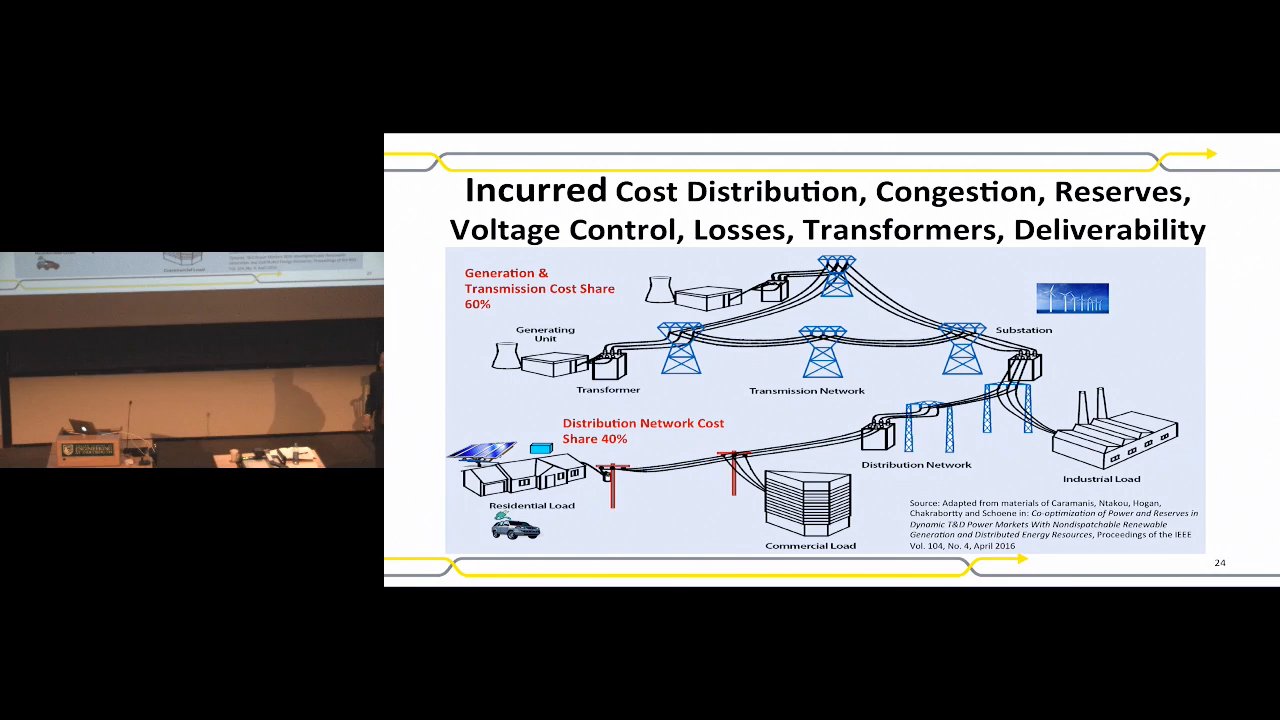 Incurred Cost Distribution, Congestion, Reserves,
Voltage Control, Losses, Transformers, Deliverability
Generation &
Transmission Cost Share
60%
Generating
Unit
Substation
Transformer
Transmission Network
Distribution Network Cost
Share 40%
Distribution Network
Industrial Load
Residential Load
Commercial Load
Source: Adapted from materials of Caramanis, Ntakou, Hogan,
Chakrabortty and Schoene in: Co-optimization of Power and Reserves in
Dynamic T&D Power Markets With Nondispatchable Renewable
Generation and Distributed Energy Resources, Proceedings of the IEEE
Vol. 104, No. 4, April 2016
24
Commercial Load
ENGINEERING